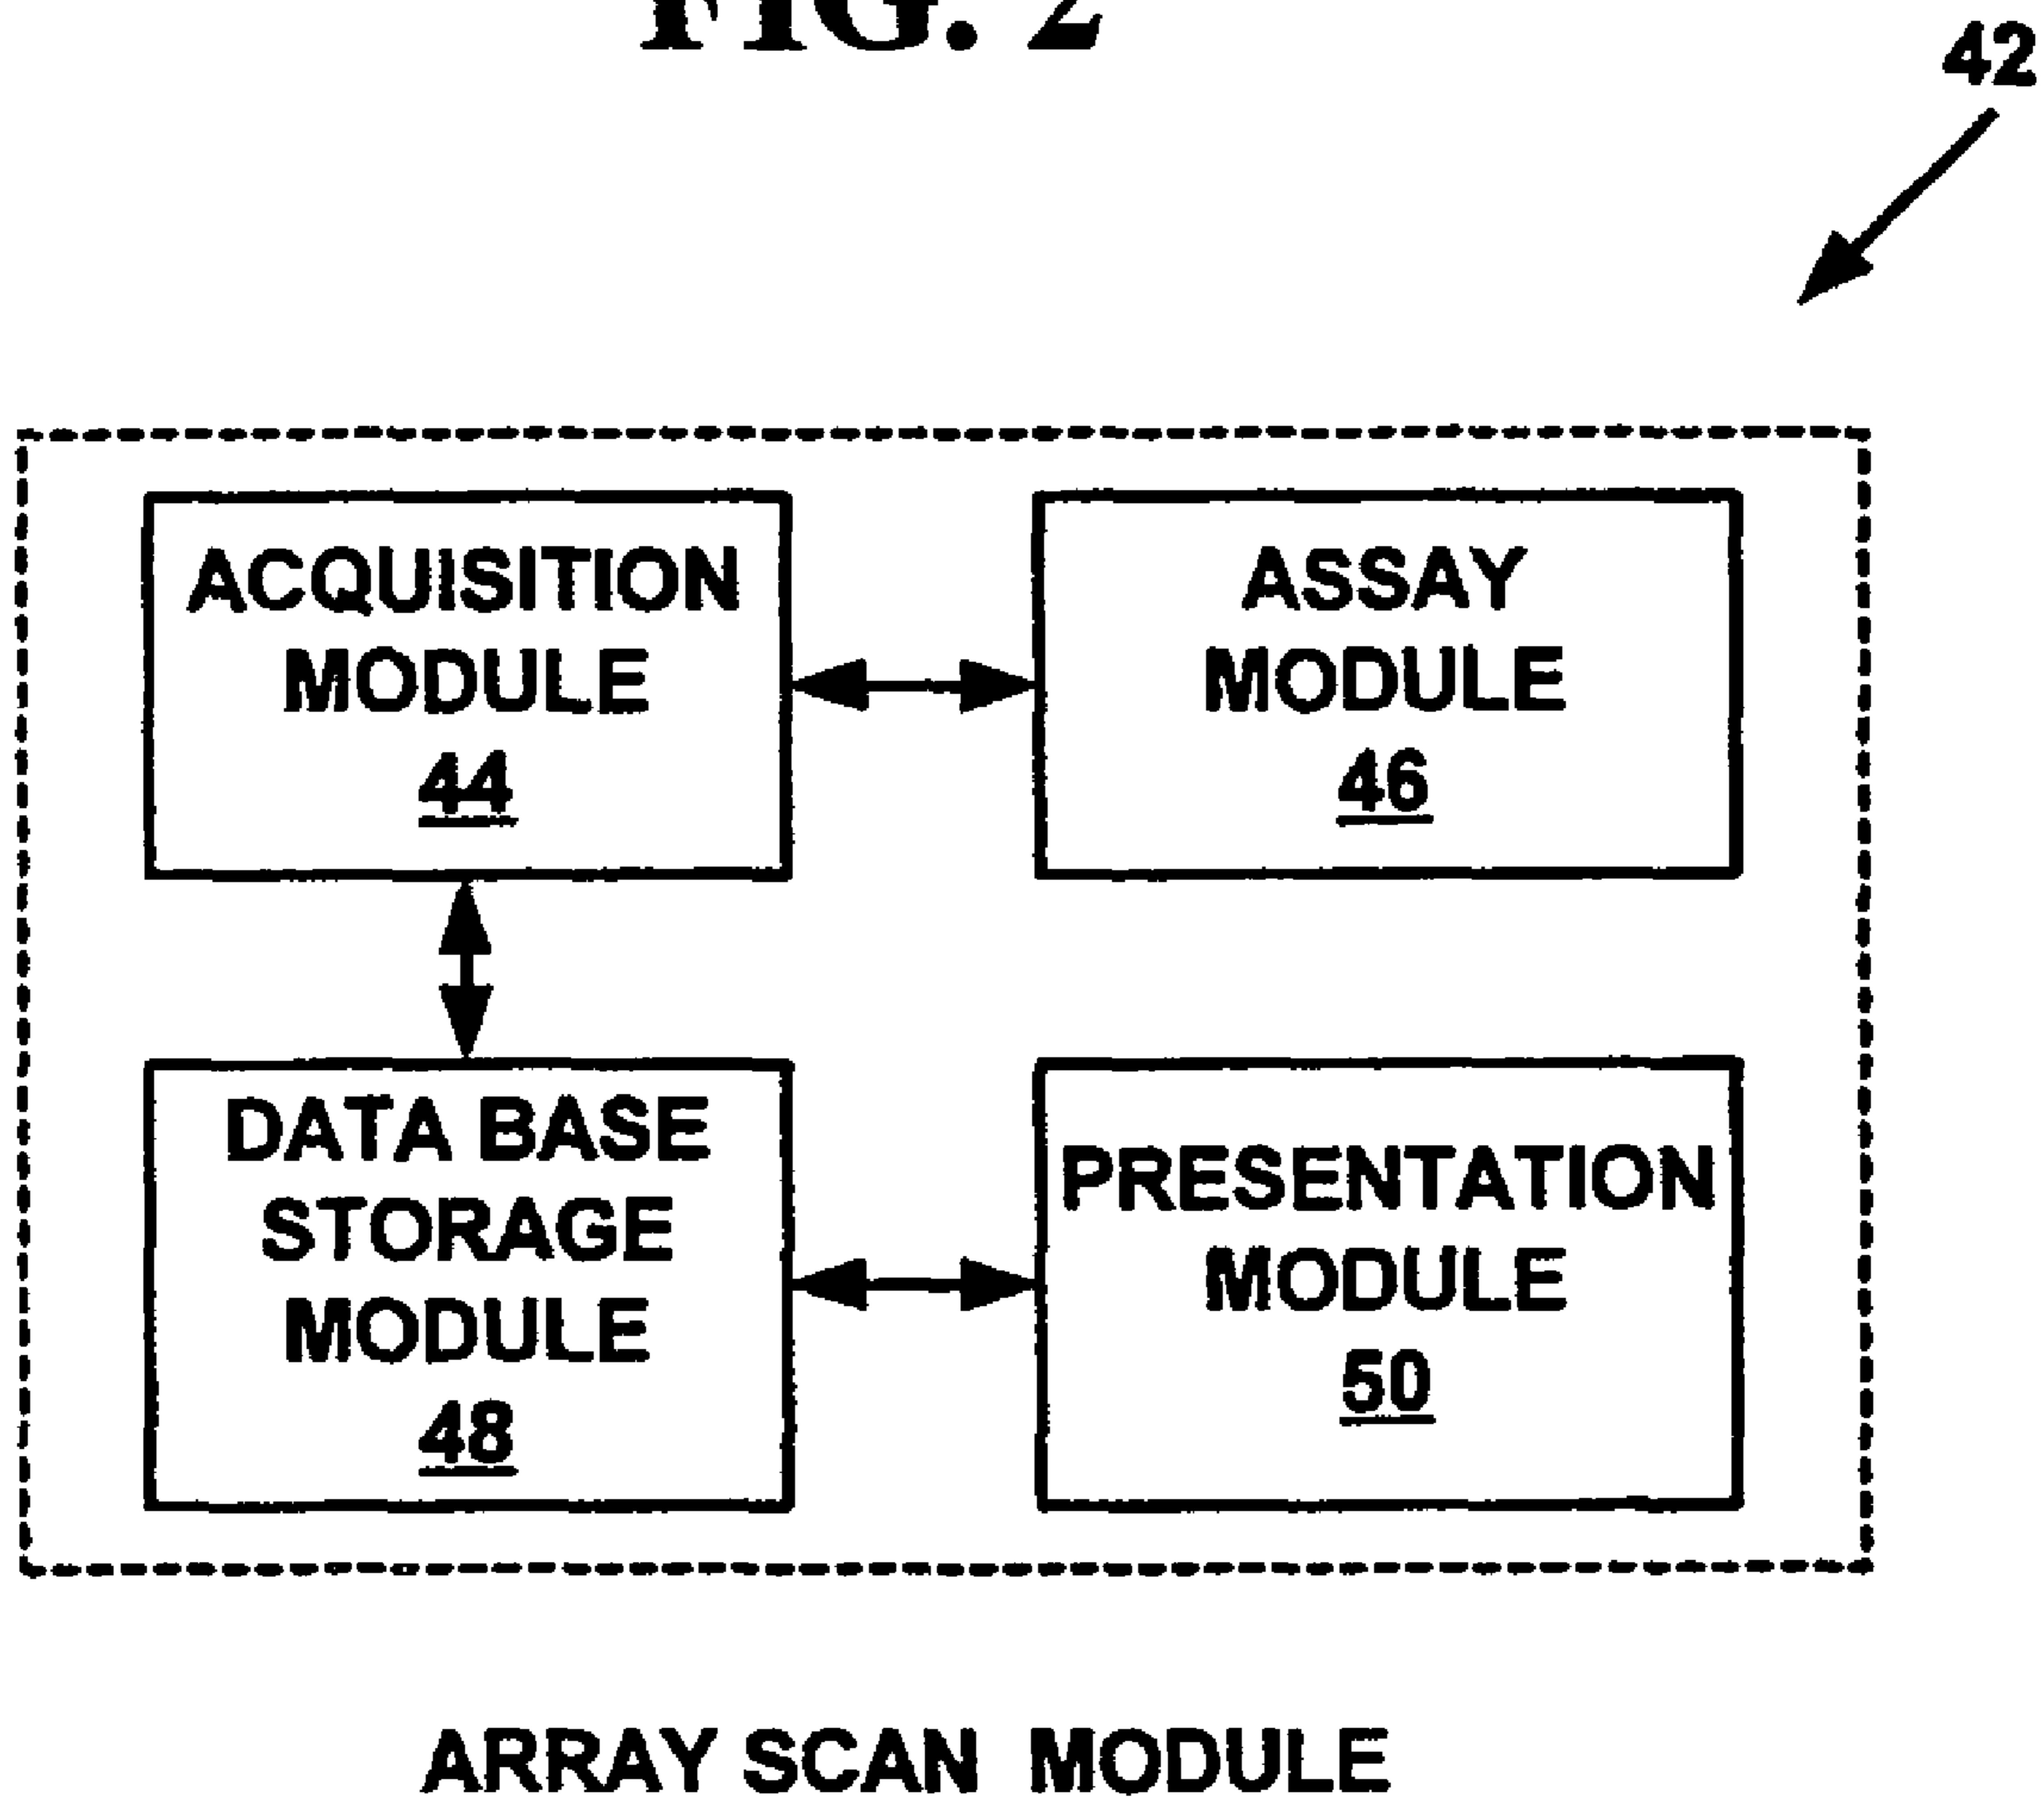 FIG. 2
42
ACQUISITION
MODULE
44
ASSAY
MODULE
46
DATA BASE
STORAGE
MODULE
48
PRESENTATION
MODULE
50
ARRAY SCAN MODULE